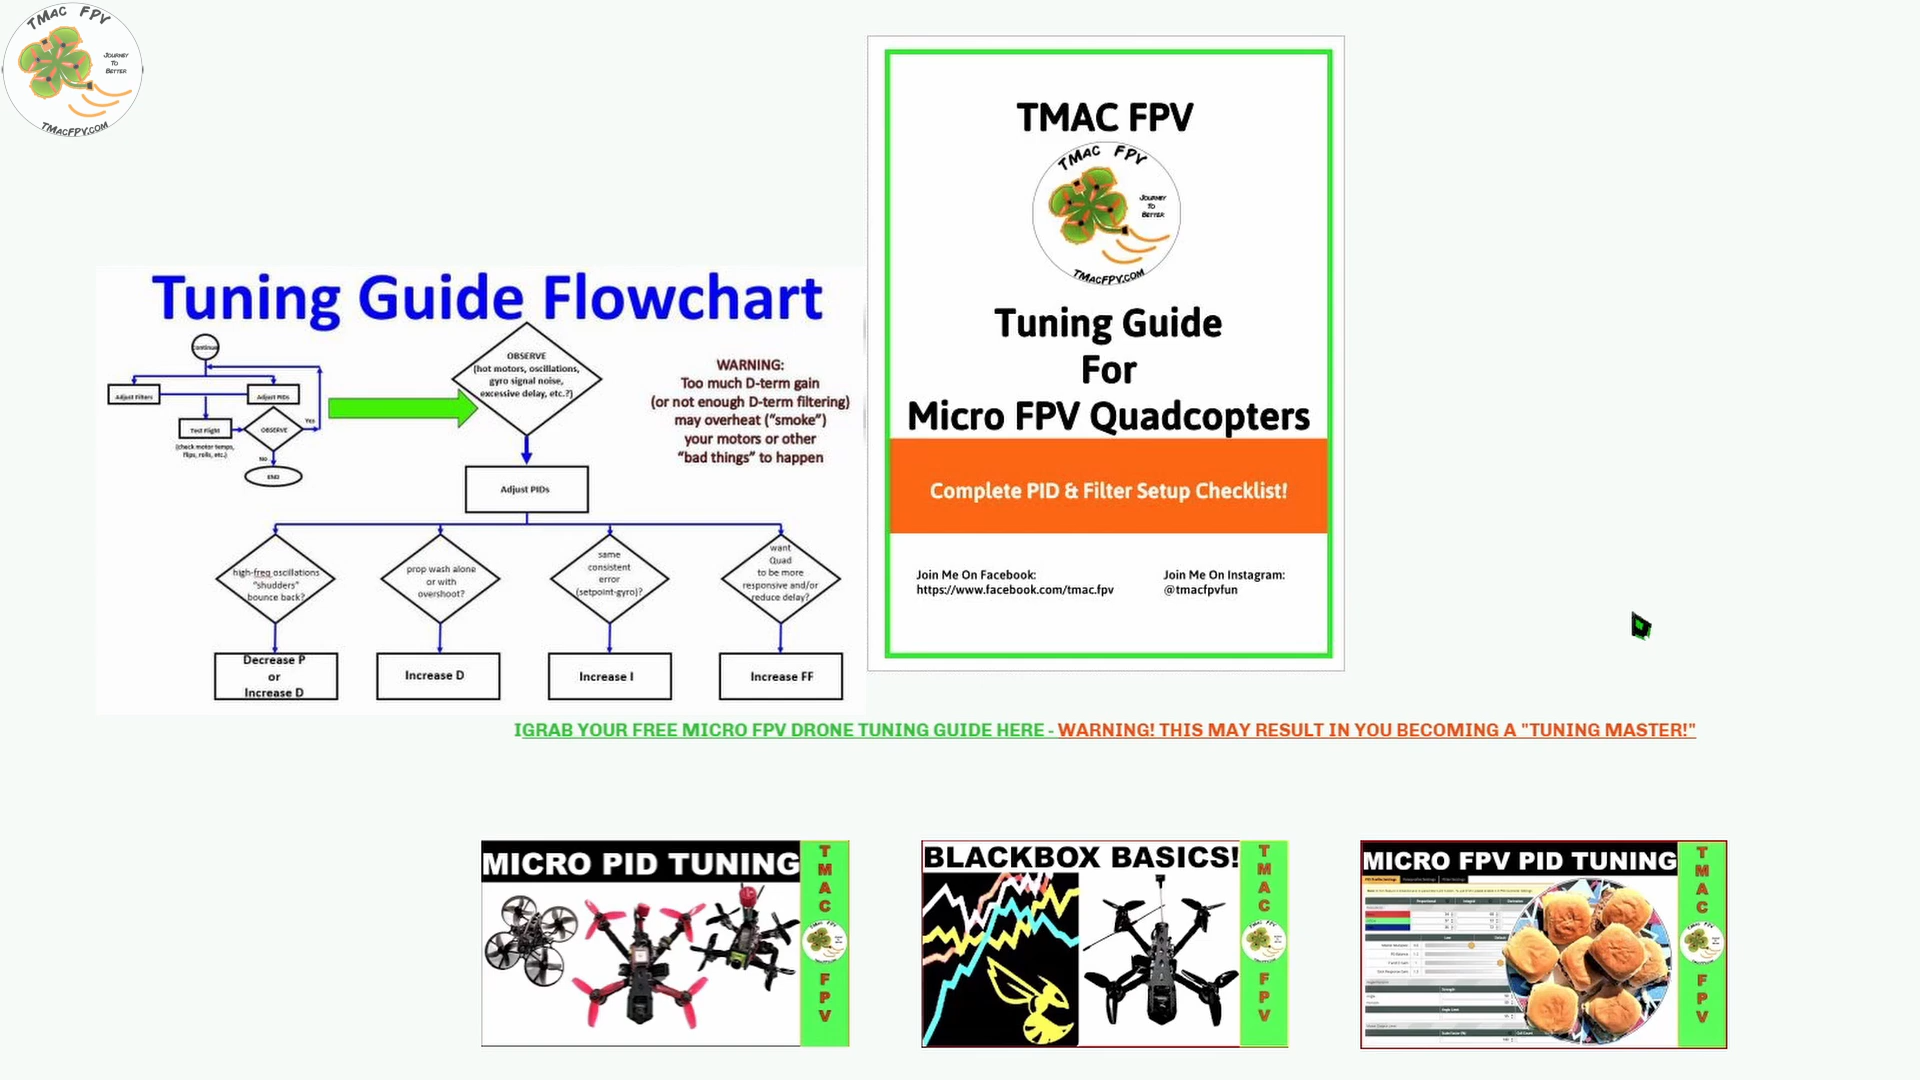 TMAC FPV
JOURNEY
TO
BETTER
TMACFPV.COM
Tuning Guide Flowchart
Continue
Adjust Filters
Adjust PIDs
Test Flight
OBSERVE
Yes
(check motor temps,
flips, rolls, etc.)
No
END
OBSERVE
(hot motors, oscillations,
gyro signal noise,
excessive delay, etc.?)
WARNING:
Too much D-term gain
(or not enough D-term filtering)
may overheat ("smoke")
your motors or other
"bad things" to happen
Adjust PIDs
high-freq oscillations
"shudders"
bounce back?
prop wash alone
or with
overshoot?
same
consistent
error
(setpoint-gyro)?
want
Quad
to be more
responsive and/or
reduce delay?
Decrease P
or
Increase D
Increase D
Increase I
Increase FF
TMAC FPV
TMAC FPV
JOURNEY
TO
BETTER
TMACFPV.COM
Tuning Guide
For
Micro FPV Quadcopters
Complete PID & Filter Setup Checklist!
Join Me On Facebook:
https://www.facebook.com/tmac.fpv
Join Me On Instagram:
@tmacfpvfun
IGRAB YOUR FREE MICRO FPV DRONE TUNING GUIDE HERE - WARNING! THIS MAY RESULT IN YOU BECOMING A "TUNING MASTER!"
MICRO PID TUNING
TMAC
FPV
BLACKBOX BASICS!
TMAC
FPV
MICRO FPV PID TUNING
TMAC
FPV